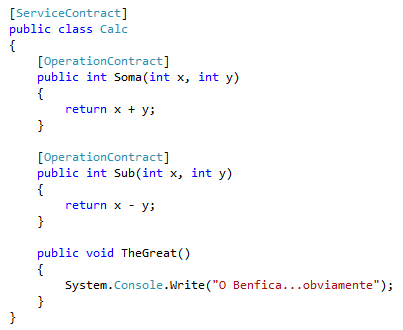 [ServiceContract]
public class Calc
{
    [OperationContract]
    public int Soma(int x, int y)
    {
        return x + y;
    }

    [OperationContract]
    public int Sub(int x, int y)
    {
        return x - y;
    }

    public void TheGreat()
    {
        System.Console.Write("O Benfica...obviamente");
    }
}